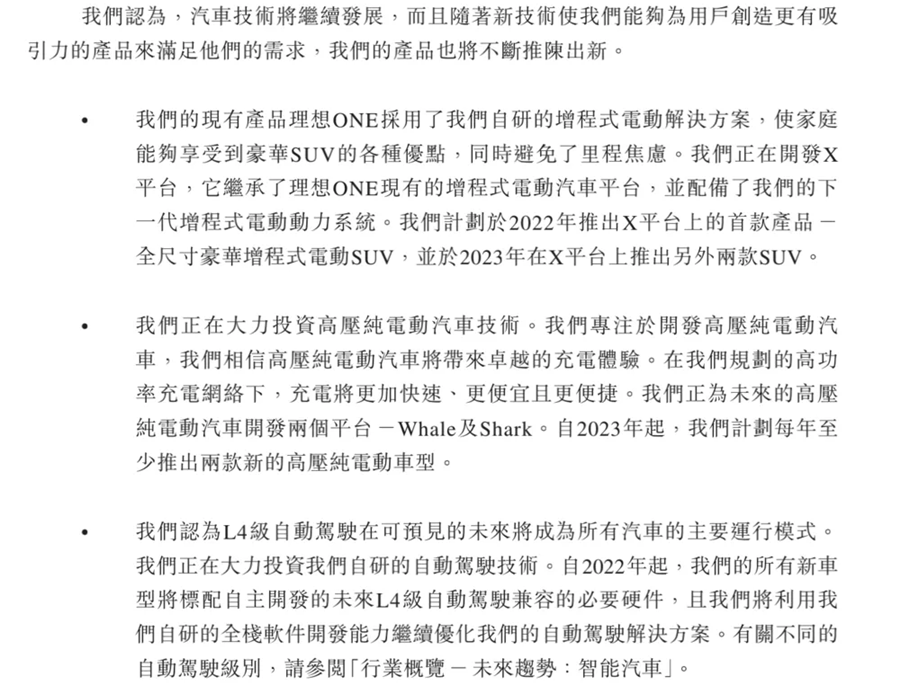 我們認為，汽車技術將繼續發展，而且隨著新技術使我們能夠為用戶創造更有吸
引力的產品來滿足他們的需求，我們的產品也將不斷推陳出新。
• 我們的現有產品理想ONE採用了我們自研的增程式電動解決方案，使家庭
能夠享受到豪華SUV的各種優點，同時避免了里程焦慮。我們正在開發X
平台，它繼承了理想ONE現有的增程式電動汽車平台，並配備了我們的下
一代增程式電動動力系統。我們計劃於2022年推出X平台上的首款產品－
全尺寸豪華增程式電動SUV，並於2023年在X平台上推出另外兩款SUV。
• 我們正在大力投資高壓純電動汽車技術。我們專注於開發高壓純電動汽
車，我們相信高壓純電動汽車將帶來卓越的充電體驗。在我們規劃的高功
率充電網絡下，充電將更加快速、更便宜且更便捷。我們正為未來的高壓
純電動汽車開發兩個平台－Whale及Shark。自2023年起，我們計劃每年至
少推出兩款新的高壓純電動車型。
• 我們認為L4級自動駕駛在可預見的未來將成為所有汽車的主要運行模式。
我們正在大力投資我們自研的自動駕駛技術。自2022年起，我們的所有新車
型將標配自主開發的未來L4級自動駕駛兼容的必要硬件，且我們將利用我
們自研的全棧軟件開發能力繼續優化我們的自動駕駛解決方案。有關不同的
自動駕駛級別，請參閱「行業概覽－未來趨勢：智能汽車」。